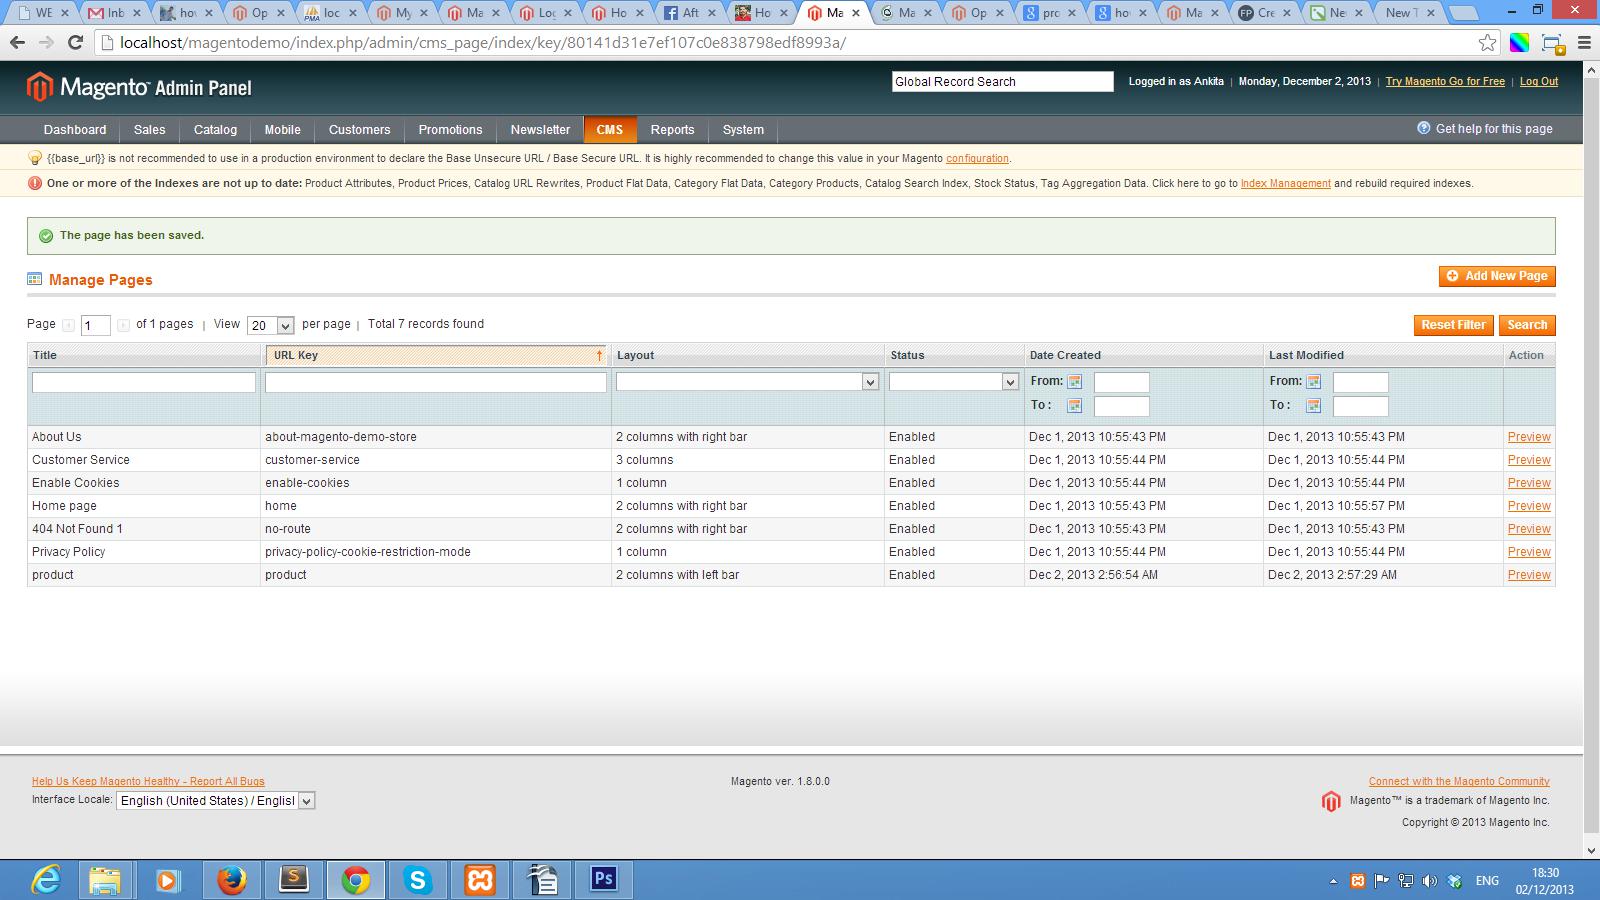 WE Inb hov Op loc My Ma Log Ho Aft Ho Ma Ma Op pro hov Ma Cre Nev New T
localhost/magentodemo/index.php/admin/cms_page/index/key/80141d31e7ef107c0e838798edf8993a/
Magento™ Admin Panel
Global Record Search
Logged in as Ankita | Monday, December 2, 2013 | Try Magento Go for Free | Log Out
Dashboard Sales Catalog Mobile Customers Promotions Newsletter CMS Reports System
Get help for this page
{{base_url}} is not recommended to use in a production environment to declare the Base Unsecure URL / Base Secure URL. It is highly recommended to change this value in your Magento configuration.
One or more of the Indexes are not up to date: Product Attributes, Product Prices, Catalog URL Rewrites, Product Flat Data, Category Flat Data, Category Products, Catalog Search Index, Stock Status, Tag Aggregation Data. Click here to go to Index Management and rebuild required indexes.
The page has been saved.
Manage Pages
Add New Page
Page 1 of 1 pages | View 20 per page | Total 7 records found
Reset Filter Search
Title URL Key Layout Status Date Created Last Modified Action
From: From:
To : To :
About Us about-magento-demo-store 2 columns with right bar Enabled Dec 1, 2013 10:55:43 PM Dec 1, 2013 10:55:43 PM Preview
Customer Service customer-service 3 columns Enabled Dec 1, 2013 10:55:44 PM Dec 1, 2013 10:55:44 PM Preview
Enable Cookies enable-cookies 1 column Enabled Dec 1, 2013 10:55:44 PM Dec 1, 2013 10:55:44 PM Preview
Home page home 2 columns with right bar Enabled Dec 1, 2013 10:55:43 PM Dec 1, 2013 10:55:57 PM Preview
404 Not Found 1 no-route 2 columns with right bar Enabled Dec 1, 2013 10:55:43 PM Dec 1, 2013 10:55:43 PM Preview
Privacy Policy privacy-policy-cookie-restriction-mode 1 column Enabled Dec 1, 2013 10:55:44 PM Dec 1, 2013 10:55:44 PM Preview
product product 2 columns with left bar Enabled Dec 2, 2013 2:56:54 AM Dec 2, 2013 2:57:29 AM Preview
Help Us Keep Magento Healthy - Report All Bugs
Magento ver. 1.8.0.0
Connect with the Magento Community
Interface Locale: English (United States) / Englisl
Magento™ is a trademark of Magento Inc.
Copyright © 2013 Magento Inc.
Ps
ENG
18:30
02/12/2013